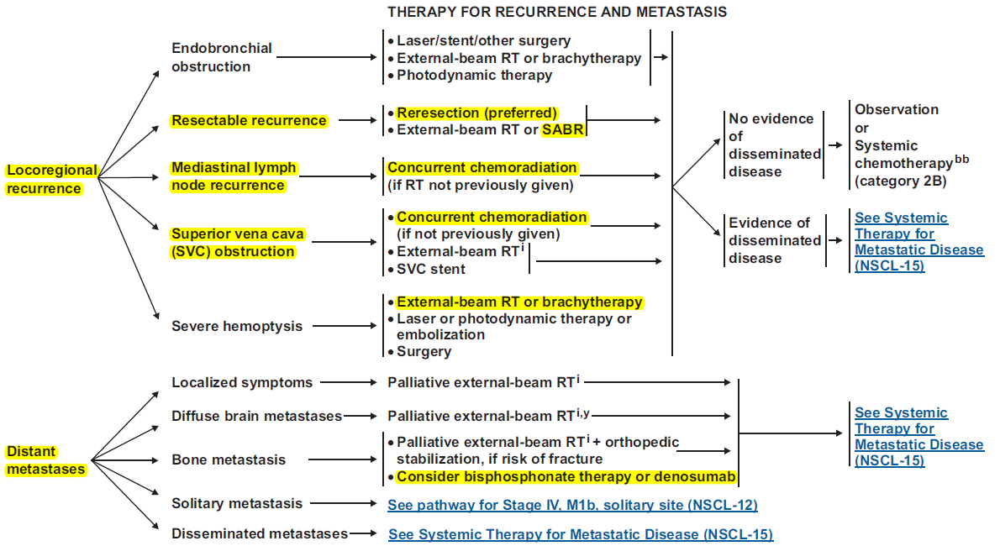 THERAPY FOR RECURRENCE AND METASTASIS
Locoregional
recurrence
Endobronchial
obstruction
• Laser/stent/other surgery
• External-beam RT or brachytherapy
• Photodynamic therapy
Resectable recurrence
• Reresection (preferred)
• External-beam RT or SABR
Mediastinal lymph
node recurrence
Concurrent chemoradiation
(if RT not previously given)
Superior vena cava
(SVC) obstruction
• Concurrent chemoradiation
(if not previously given)
• External-beam RTⁱ
• SVC stent
Severe hemoptysis
• External-beam RT or brachytherapy
• Laser or photodynamic therapy or
embolization
• Surgery
No evidence
of
disseminated
disease
Observation
or
Systemic
chemotherapyᵇᵇ
(category 2B)
Evidence of
disseminated
disease
See Systemic
Therapy for
Metastatic Disease
(NSCL-15)
Distant
metastases
Localized symptoms
Palliative external-beam RTⁱ
Diffuse brain metastases
Palliative external-beam RTⁱ,ʸ
Bone metastasis
• Palliative external-beam RTⁱ + orthopedic
stabilization, if risk of fracture
• Consider bisphosphonate therapy or denosumab
See Systemic
Therapy for
Metastatic Disease
(NSCL-15)
Solitary metastasis
See pathway for Stage IV, M1b, solitary site (NSCL-12)
Disseminated metastases
See Systemic Therapy for Metastatic Disease (NSCL-15)